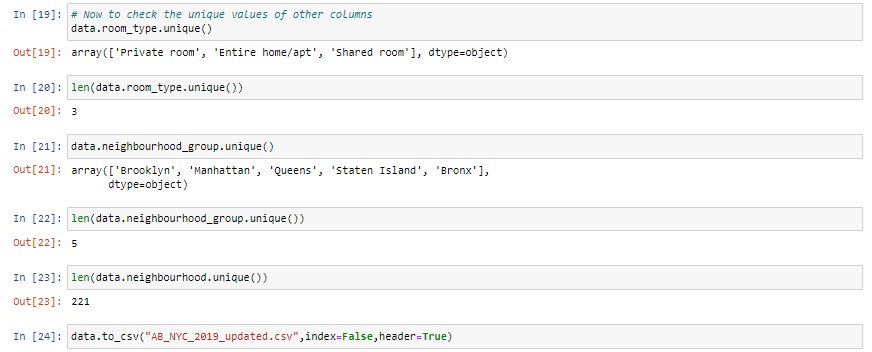 In [19]: # Now to check the unique values of other columns
data.room_type.unique()
Out[19]: array(['Private room', 'Entire home/apt', 'Shared room'], dtype=object)
In [20]: len(data.room_type.unique())
Out[20]: 3
In [21]: data.neighbourhood_group.unique()
Out[21]: array(['Brooklyn', 'Manhattan', 'Queens', 'Staten Island', 'Bronx'],
dtype=object)
In [22]: len(data.neighbourhood_group.unique())
Out[22]: 5
In [23]: len(data.neighbourhood.unique())
Out[23]: 221
In [24]: data.to_csv("AB_NYC_2019_updated.csv",index=False,header=True)